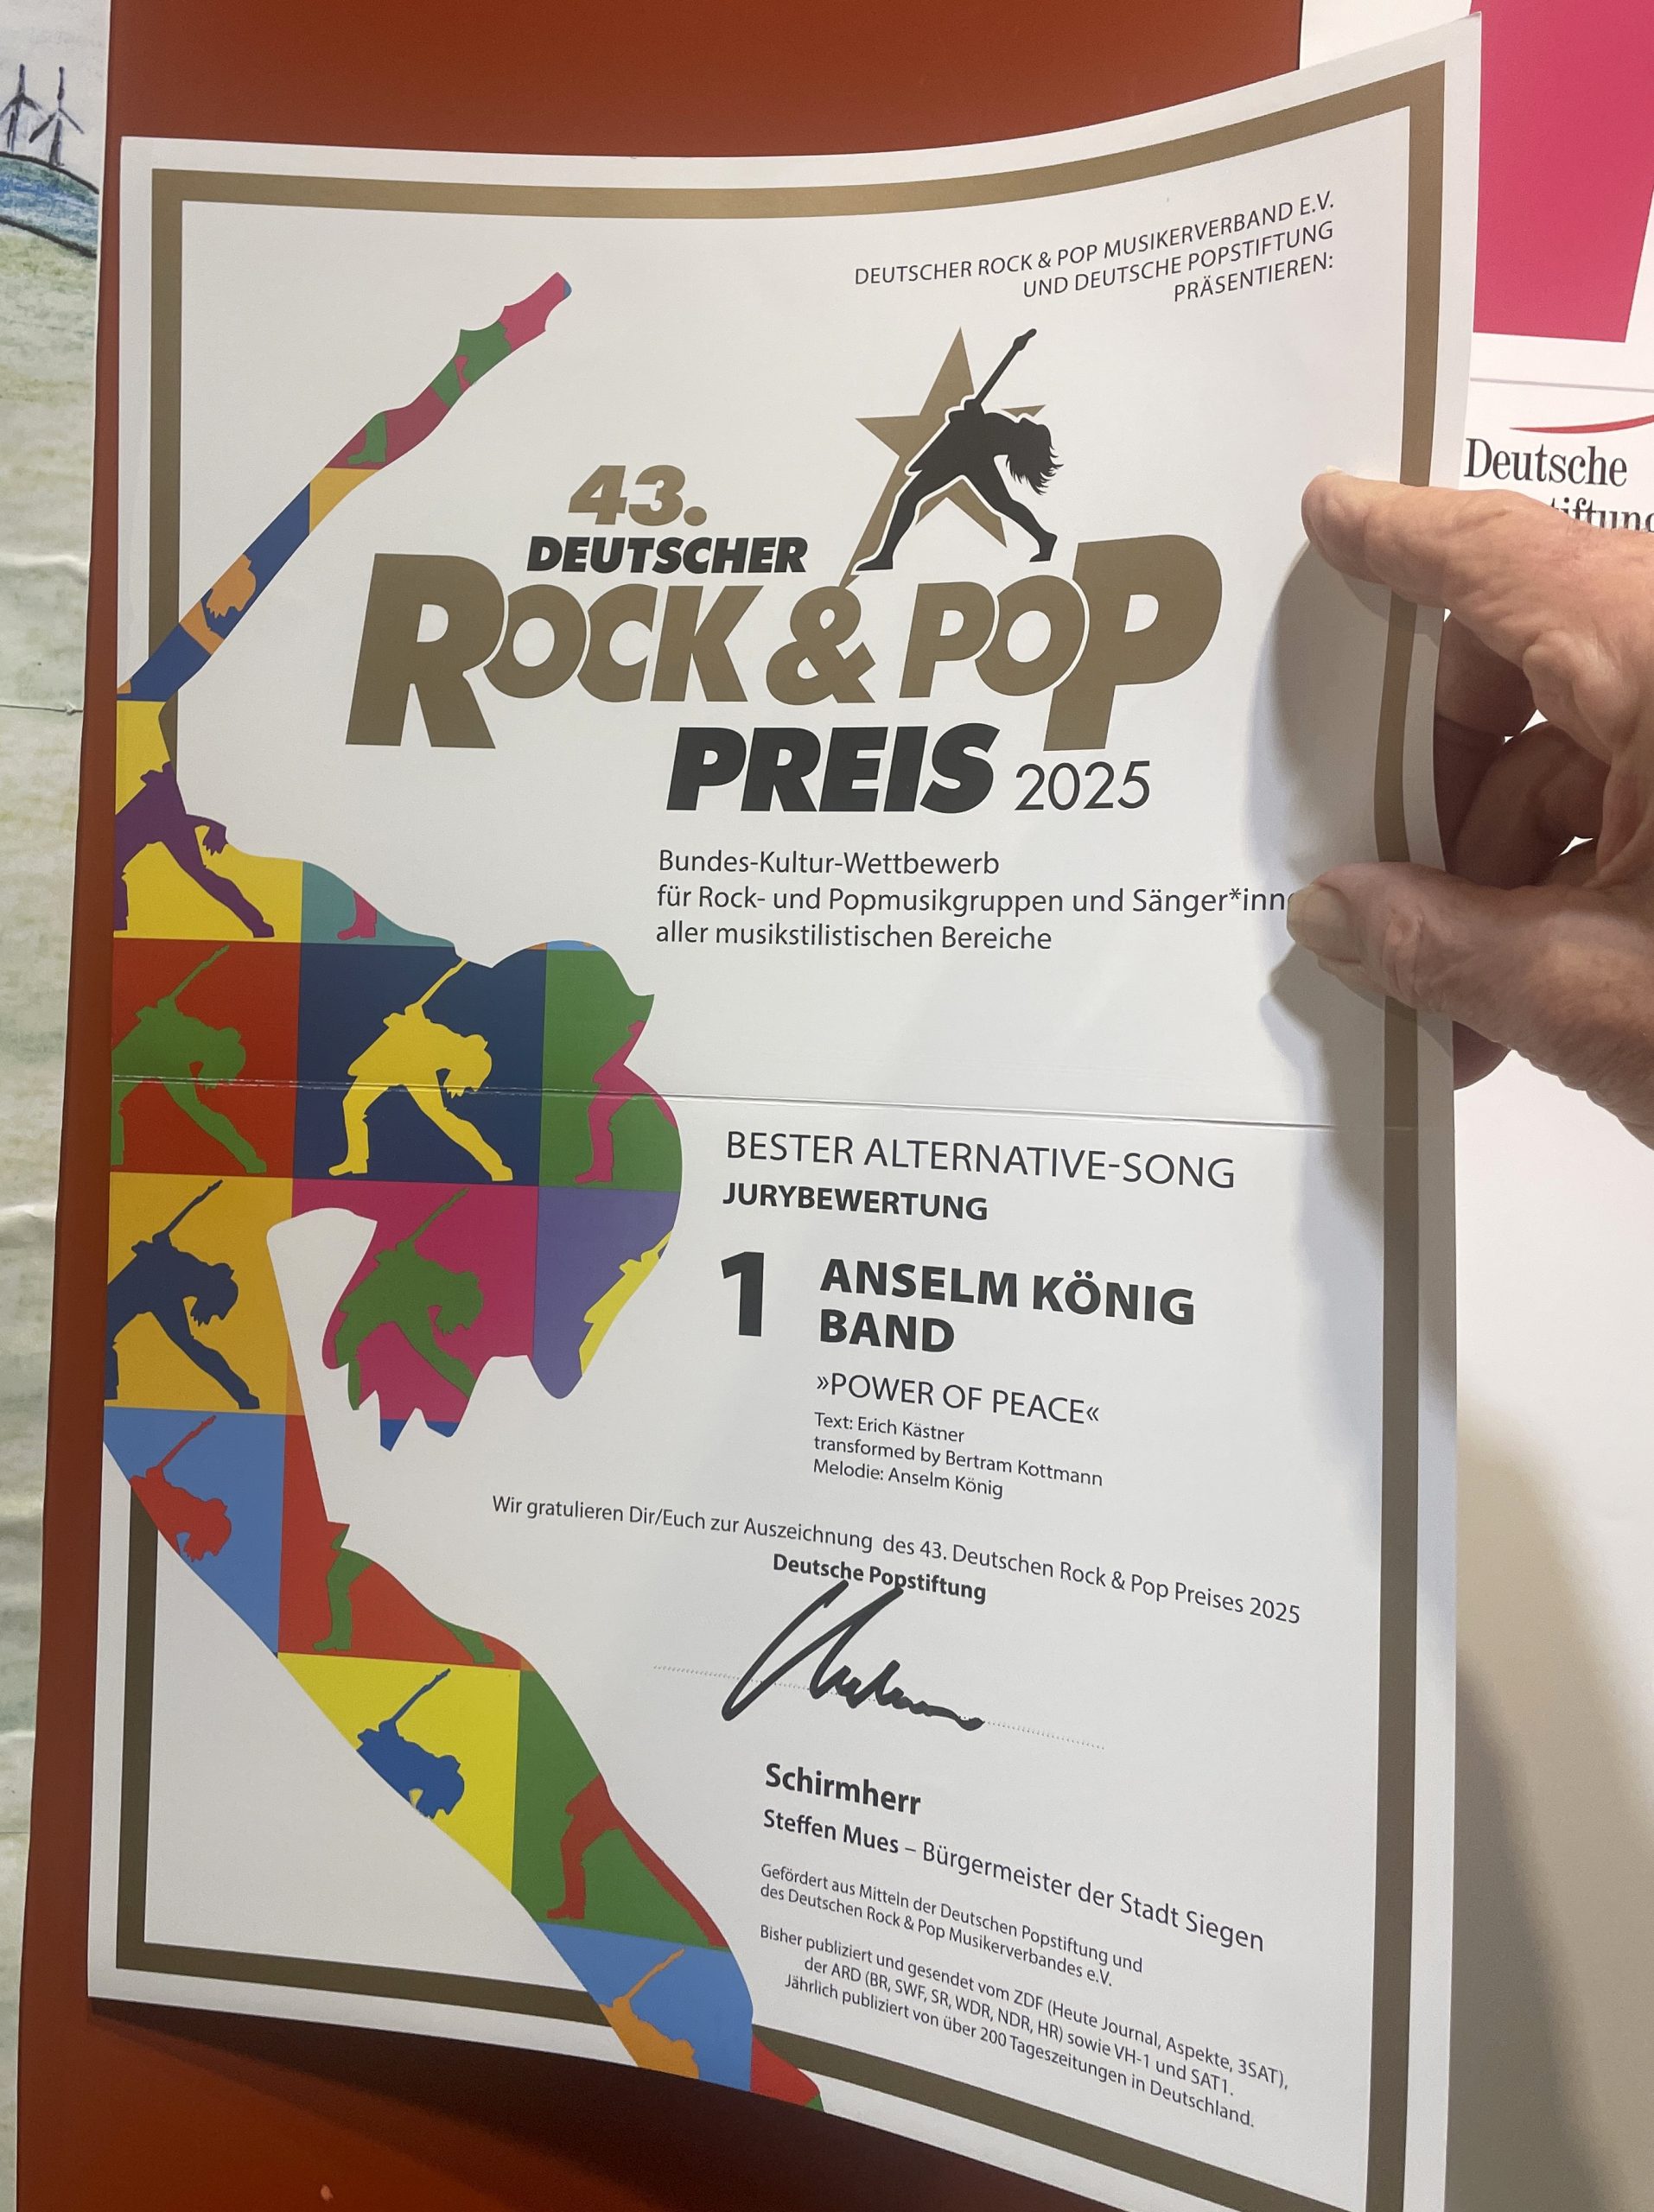 DEUTSCHER ROCK & POP MUSIKERVERBAND E.V.
UND DEUTSCHE POPSTIFTUNG
PRÄSENTIEREN:
43.
DEUTSCHER
ROCK & POP
PREIS 2025
Bundes-Kultur-Wettbewerb
für Rock- und Popmusikgruppen und
aller musikstilistischen Bereiche
BESTER ALTERNATIVE-SONG
JURYBEWERTUNG
1 ANSELM KÖNIG
BAND
»POWER OF PEACE«
Text: Erich Kästner
transformed by Bertram Kottmann
Melodie: Anselm König
Wir gratulieren Dir/Euch zur Auszeichnung des 43. Deutschen Rock & Pop Preises 2025
Deutsche Popstiftung
Schirmherr
Steffen Mues – Bürgermeister der Stadt Siegen
Gefördert aus Mitteln der Deutschen Popstiftung und
des Deutschen Rock & Pop Musikerverbandes e.V.
Bisher publiziert und gesendet vom ZDF (Heute Journal, Aspekte, 3SAT),
der ARD (BR, SWF, SR, WDR, NDR, HR) sowie VH-1 und SAT1.
Jährlich publiziert von über 200 Tageszeitungen in Deutschland.
Deutsche